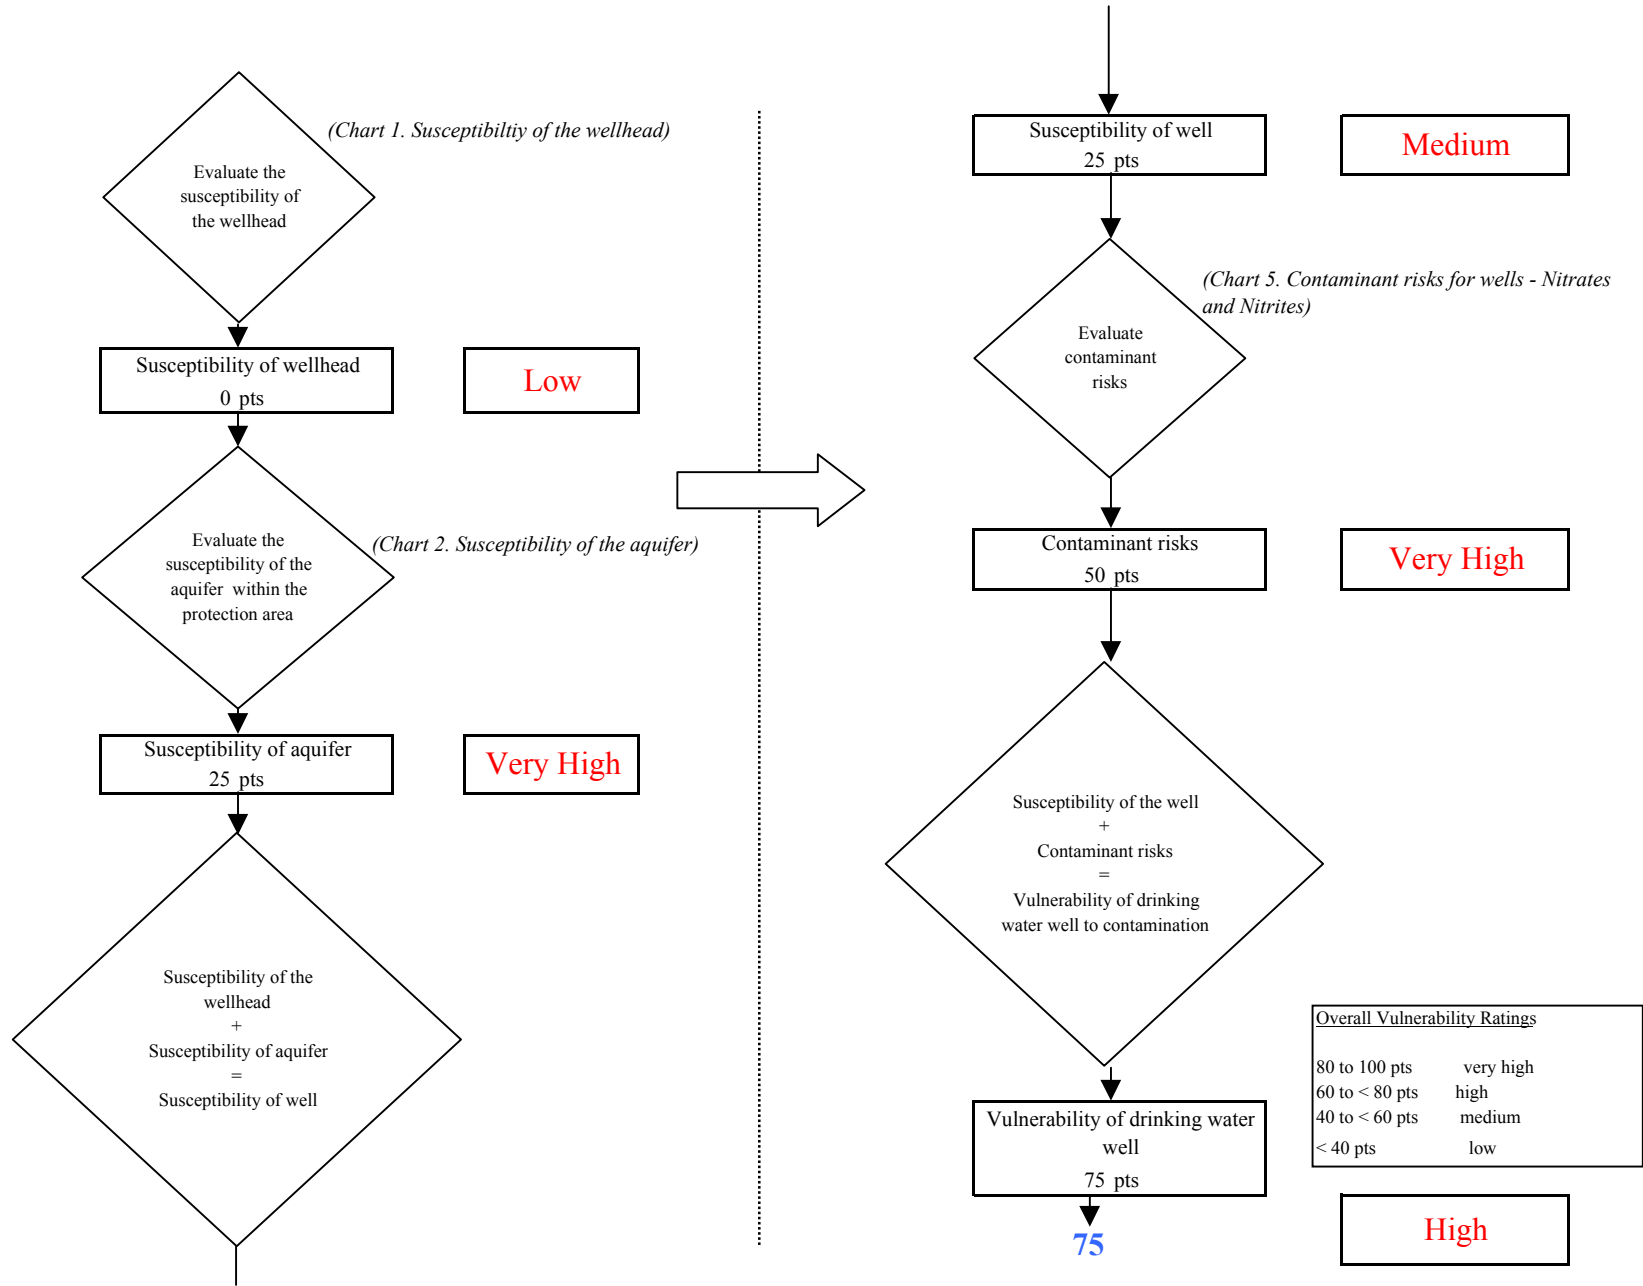 (Chart 1. Susceptibiltiy of the wellhead)
Evaluate the
susceptibility of
the wellhead
Susceptibility of wellhead
0 pts
Low
Evaluate the
susceptibility of the
aquifer within the
protection area
(Chart 2. Susceptibility of the aquifer)
Susceptibility of aquifer
25 pts
Very High
Susceptibility of the
wellhead
+
Susceptibility of aquifer
=
Susceptibility of well
Susceptibility of well
25 pts
Medium
(Chart 5. Contaminant risks for wells - Nitrates
and Nitrites)
Evaluate
contaminant
risks
Contaminant risks
50 pts
Very High
Susceptibility of the well
+
Contaminant risks
=
Vulnerability of drinking
water well to contamination
Overall Vulnerability Ratings
80 to 100 pts very high
60 to < 80 pts high
40 to < 60 pts medium
< 40 pts low
Vulnerability of drinking water
well
75 pts
75
High